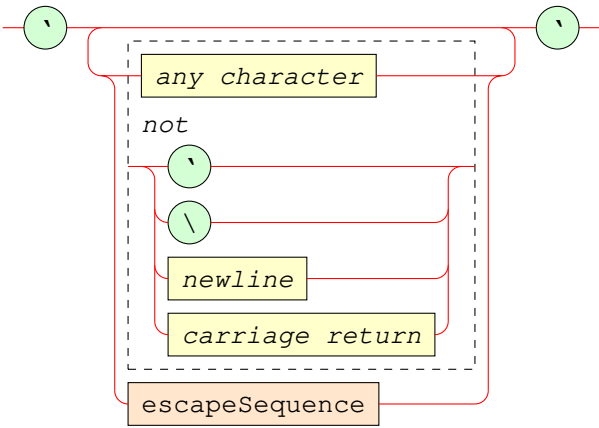 ` `
any character
not
`
\
newline
carriage return
escapeSequence